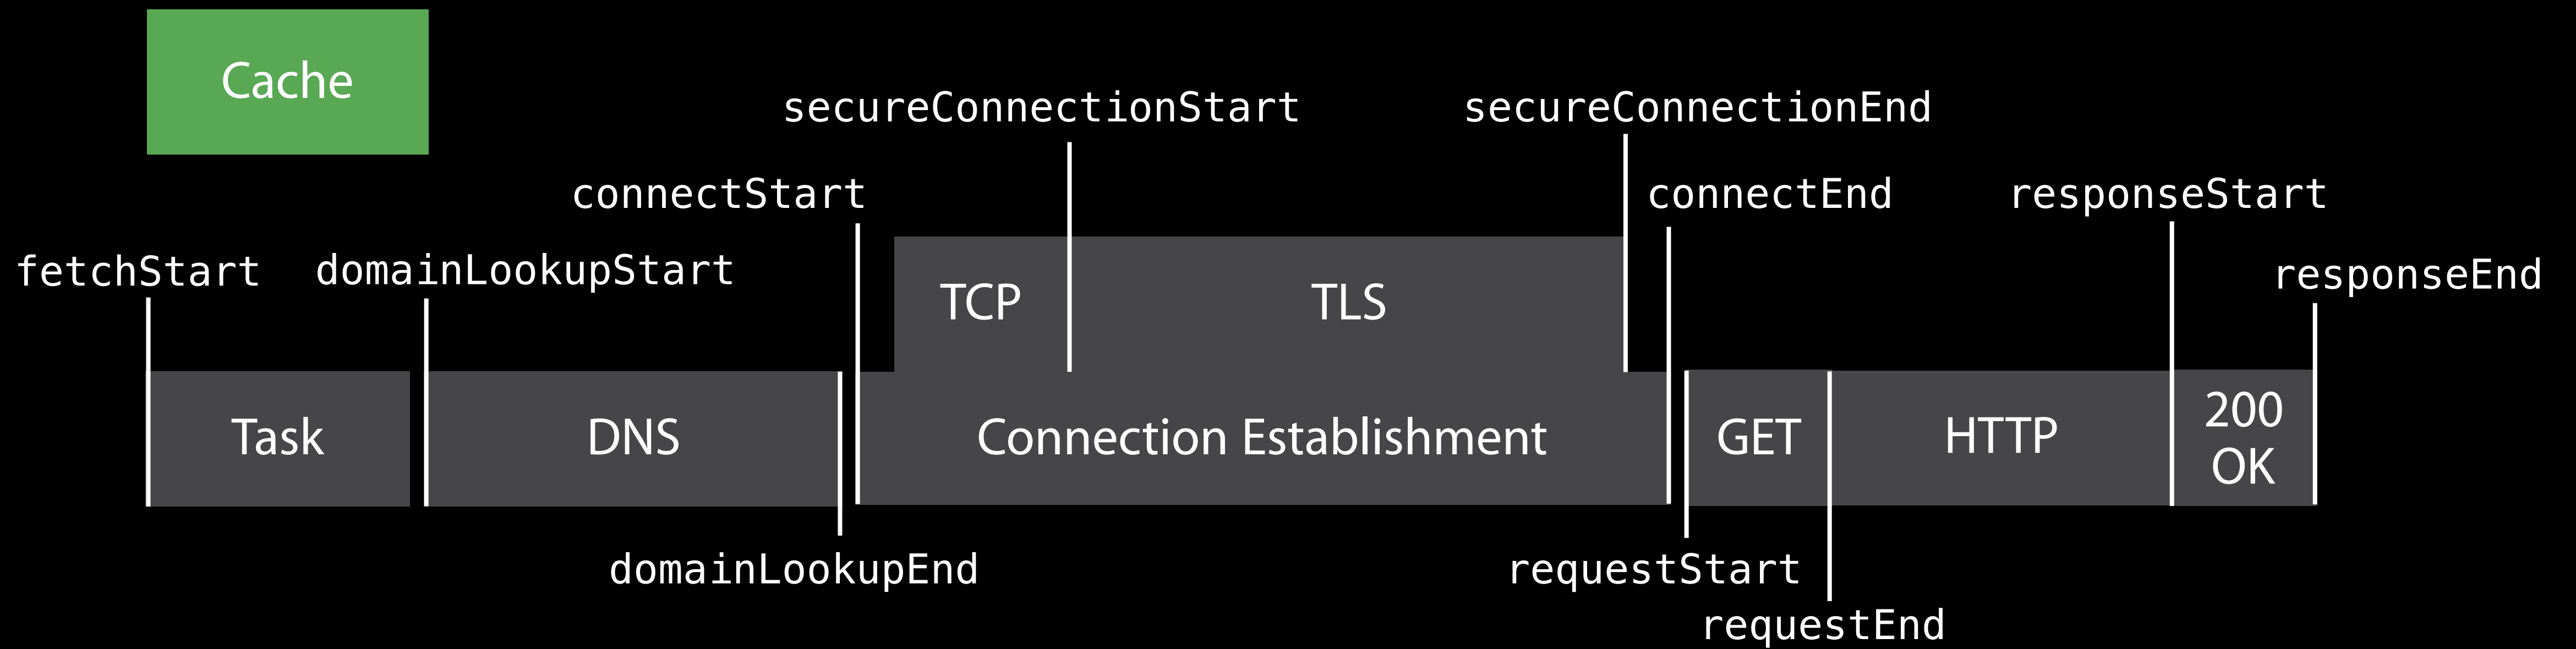 Cache
secureConnectionStart
secureConnectionEnd
connectStart
connectEnd
responseStart
fetchStart
domainLookupStart
responseEnd
TCP
TLS
Task
DNS
Connection Establishment
GET
HTTP
200
OK
domainLookupEnd
requestStart
requestEnd